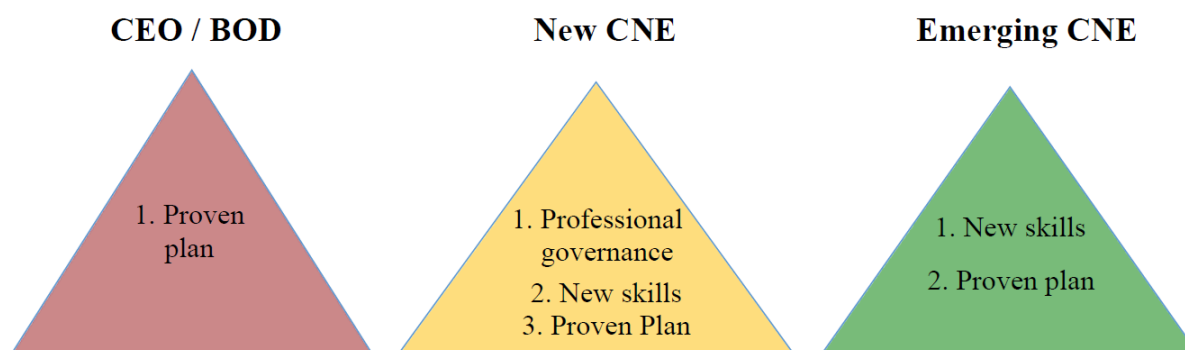 CEO / BOD
New CNE
Emerging CNE
1. Proven
plan
1. Professional
governance
2. New skills
3. Proven Plan
1. New skills
2. Proven plan